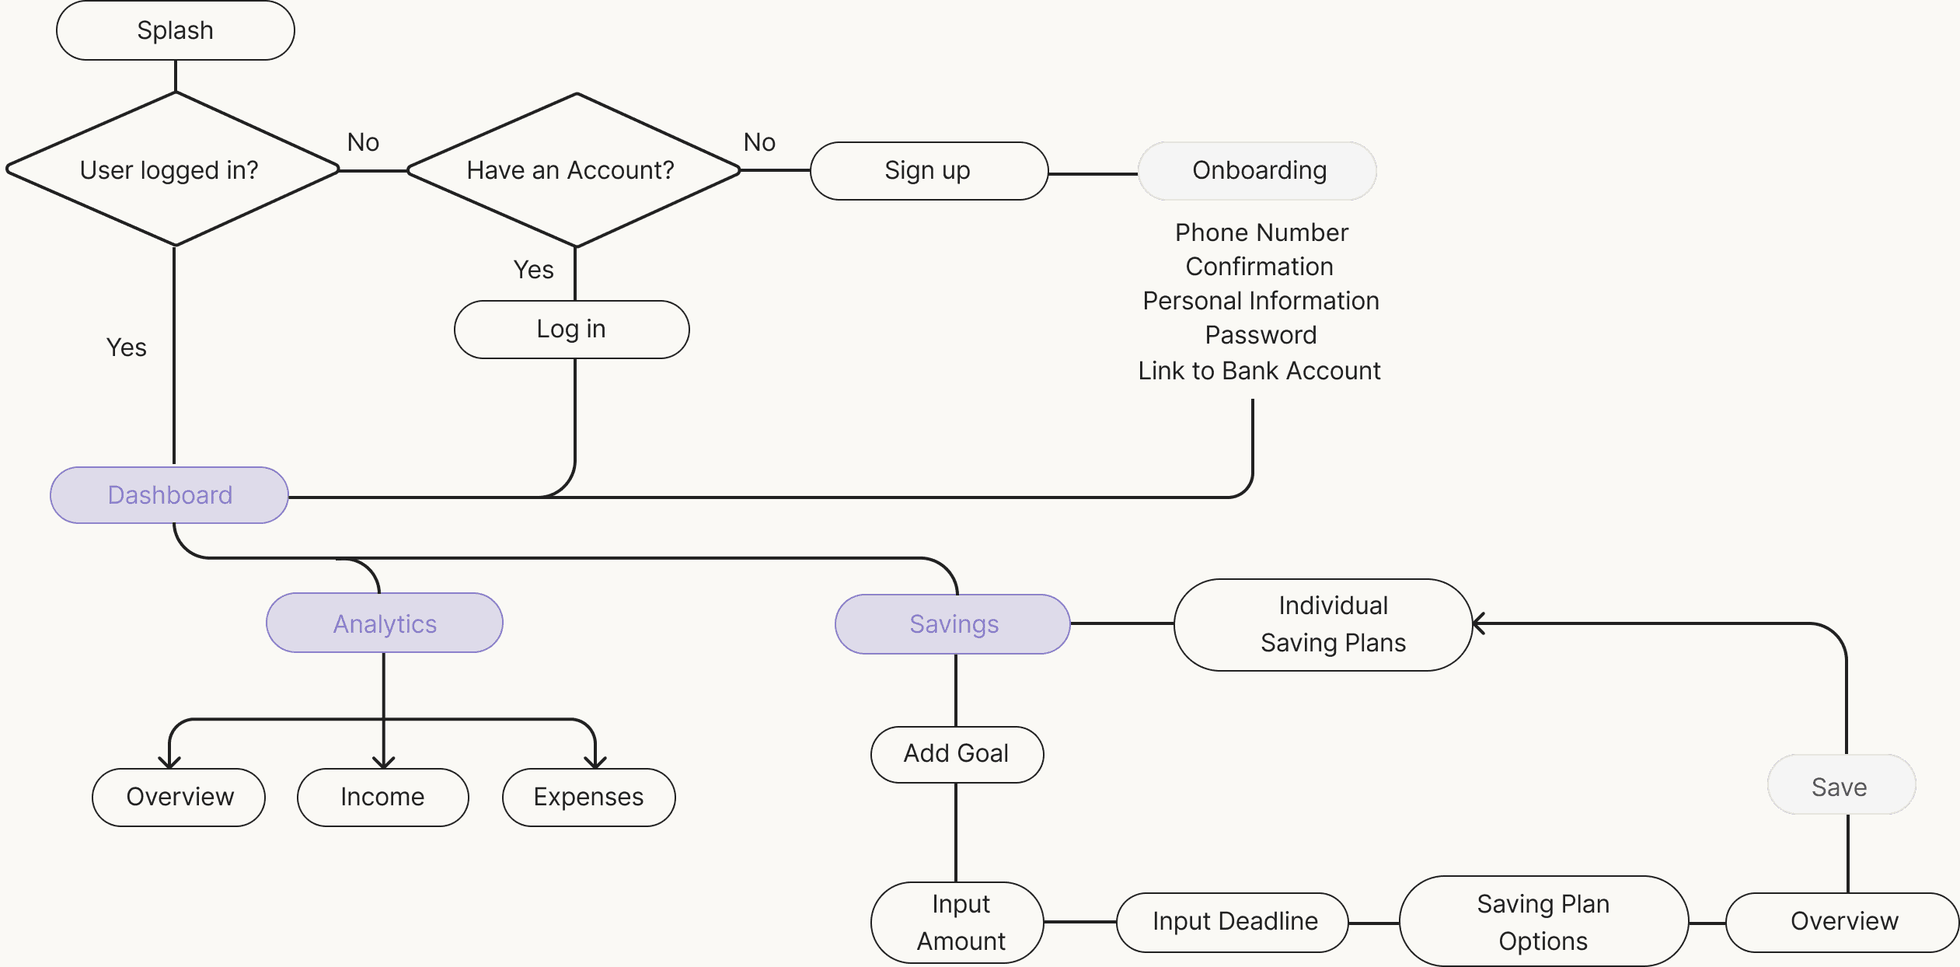 Splash
User logged in?
No
Have an Account?
No
Sign up
Onboarding
Phone Number
Confirmation
Personal Information
Password
Link to Bank Account
Yes
Log in
Yes
Dashboard
Analytics
Savings
Individual
Saving Plans
Overview
Income
Expenses
Add Goal
Save
Input
Amount
Input Deadline
Saving Plan
Options
Overview